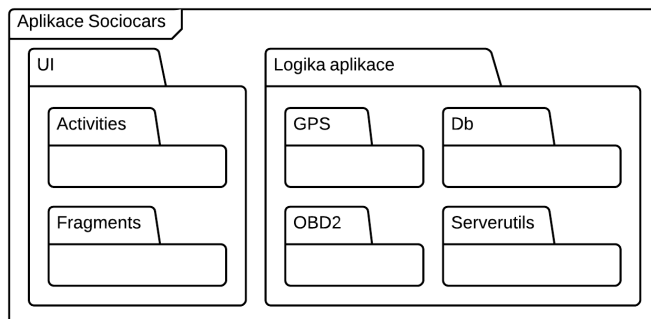 Aplikace Sociocars
UI
Logika aplikace
Activities
GPS
Db
Fragments
OBD2
Serverutils